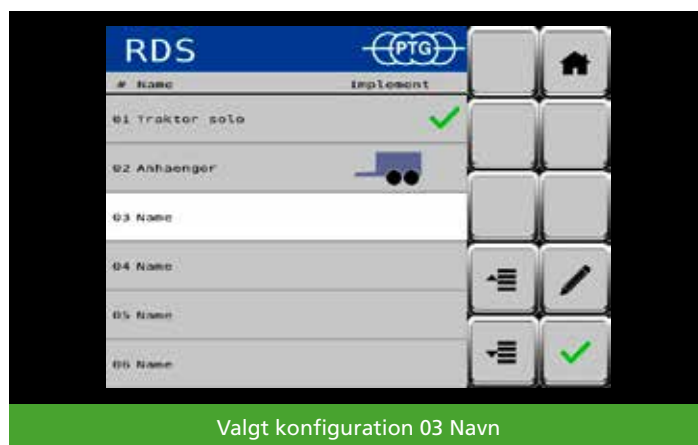 RDS PTG
# Name Implement
01 Traktor solo
02 Anhaenger
03 Name
04 Name
05 Name
06 Name
Valgt konfiguration 03 Navn